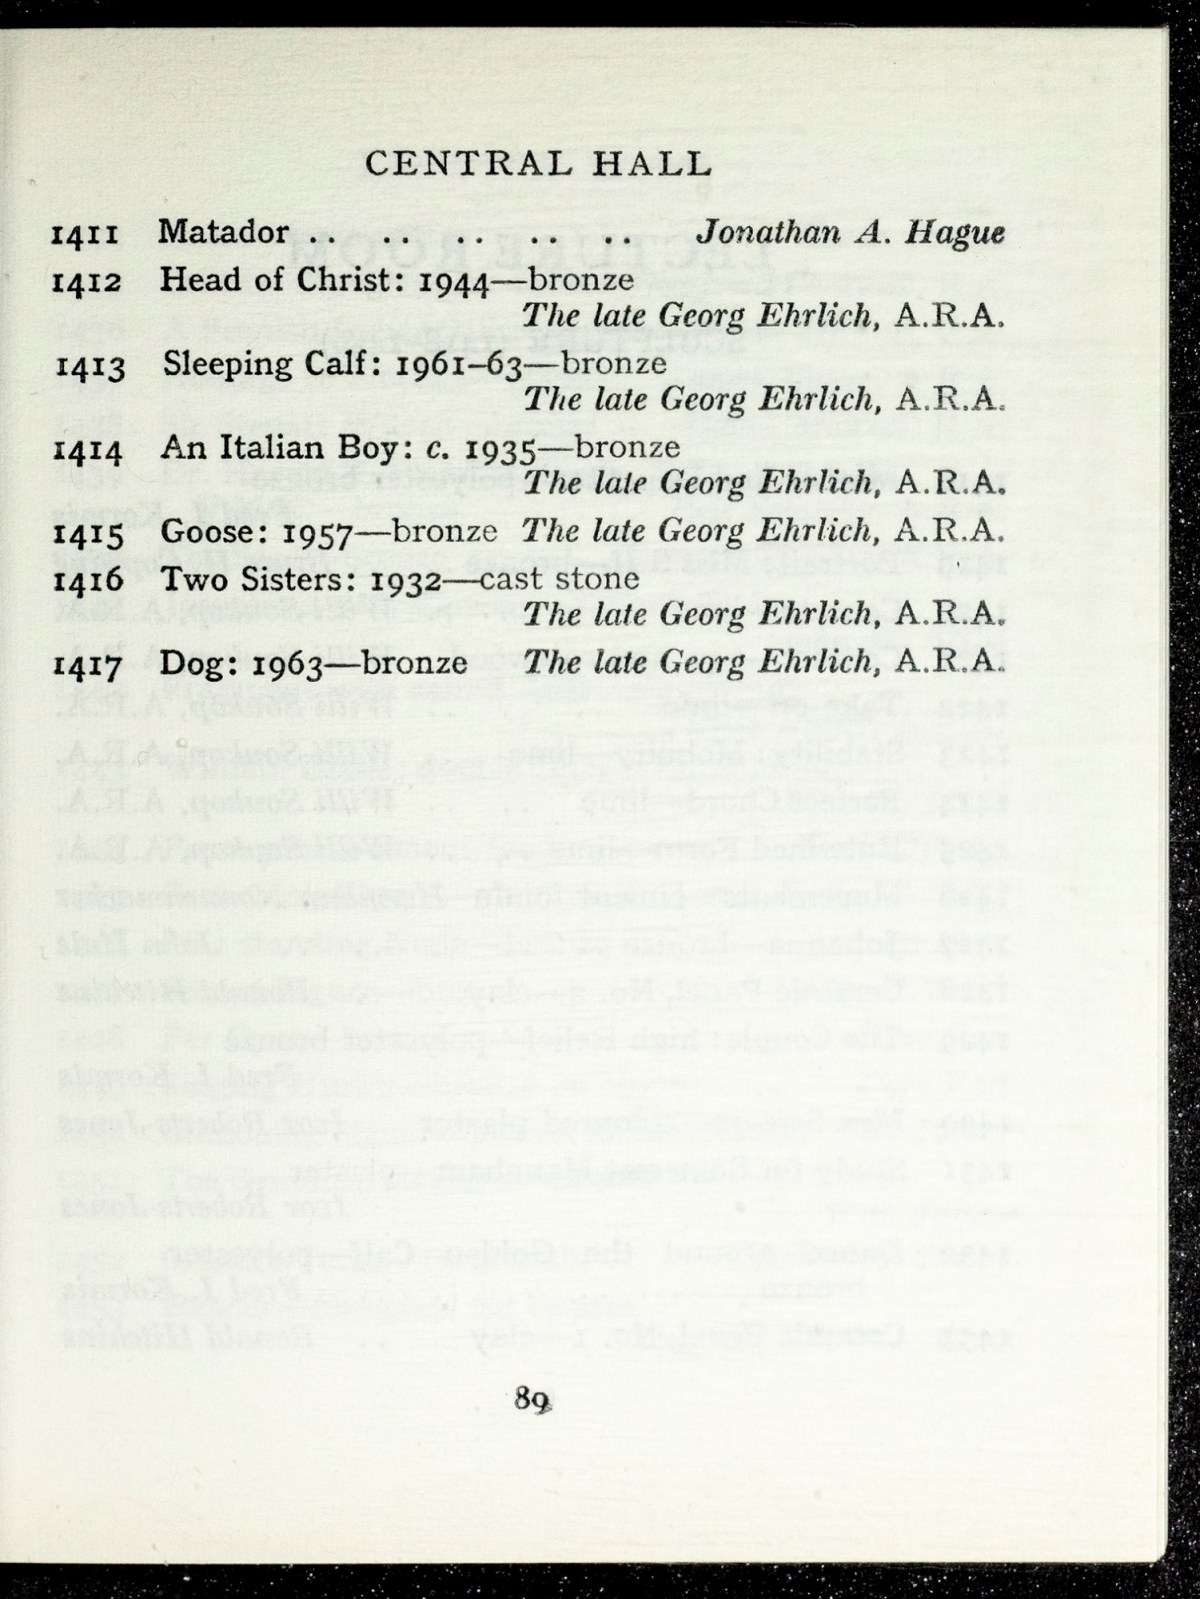 CENTRAL HALL
1411 Matador .. .. .. .. .. Jonathan A. Hague
1412 Head of Christ: 1944—bronze
The late Georg Ehrlich, A.R.A.
1413 Sleeping Calf: 1961–63—bronze
The late Georg Ehrlich, A.R.A.
1414 An Italian Boy: c. 1935—bronze
The late Georg Ehrlich, A.R.A.
1415 Goose: 1957—bronze The late Georg Ehrlich, A.R.A.
1416 Two Sisters: 1932—cast stone
The late Georg Ehrlich, A.R.A.
1417 Dog: 1963—bronze The late Georg Ehrlich, A.R.A.
89